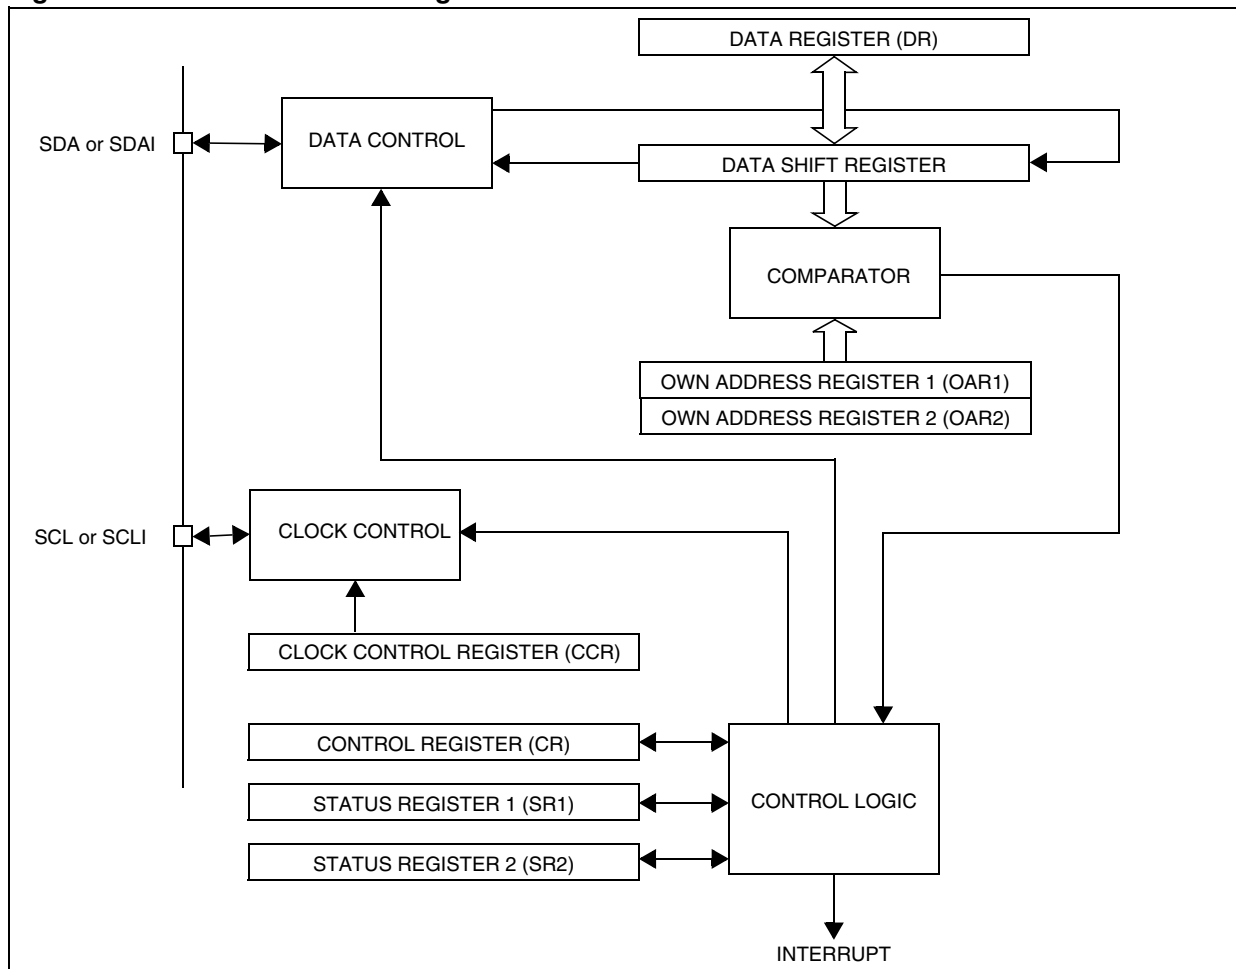 DATA REGISTER (DR)
SDA or SDAI
DATA CONTROL
DATA SHIFT REGISTER
COMPARATOR
OWN ADDRESS REGISTER 1 (OAR1)
OWN ADDRESS REGISTER 2 (OAR2)
SCL or SCLI
CLOCK CONTROL
CLOCK CONTROL REGISTER (CCR)
CONTROL REGISTER (CR)
STATUS REGISTER 1 (SR1)
CONTROL LOGIC
STATUS REGISTER 2 (SR2)
INTERRUPT